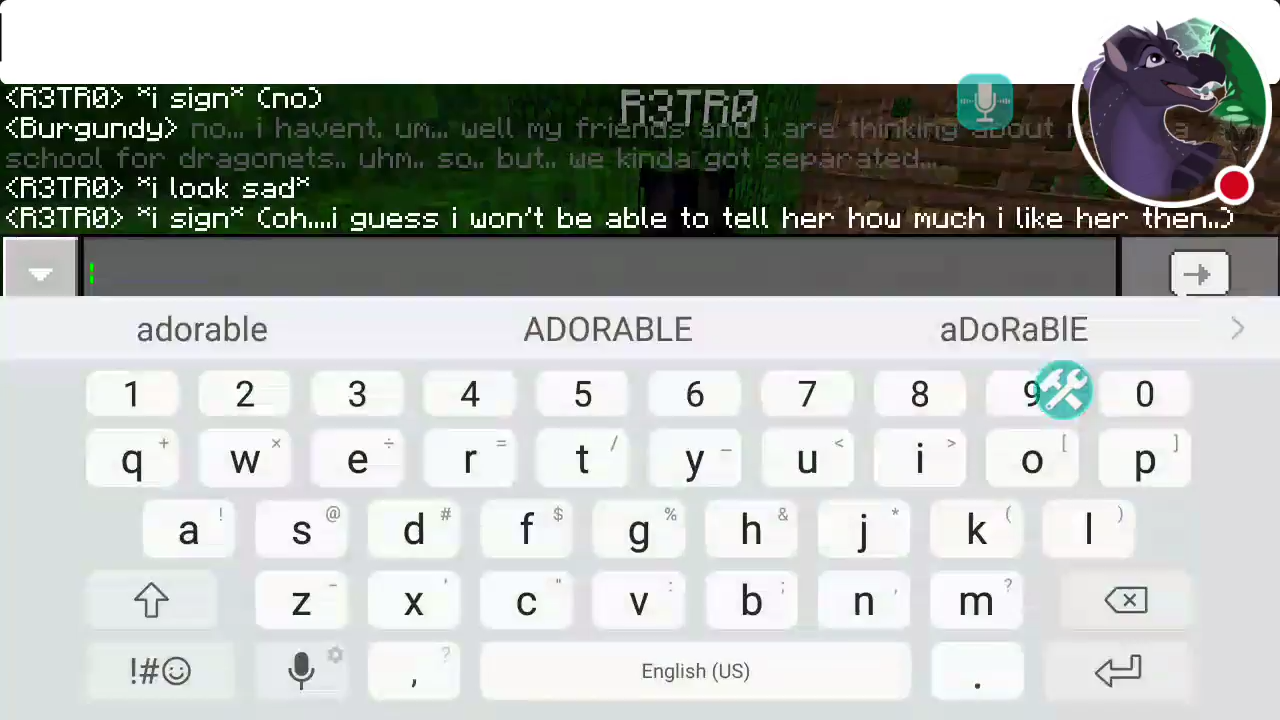 <R3TR0> *i sign* (no)
R3TR0
<Burgundy> no... i havent. um... well my friends and i are thinking about a
school for dragonets.. uhm.. so.. but.. we kinda got separated...
<R3TR0> *i look sad*
<R3TR0> *i sign* (oh....i guess i won't be able to tell her how much i like her then..)
adorable ADORABLE aDoRaBlE
1 2 3 4 5 6 7 8 9 0
q + w × e ÷ r = t / y _ u < i > o [ p ]
a ! s @ d # f $ g % h & j * k ( l )
z - x ' c " v : b ; n , m ?
!#☺ , ? English (US) .